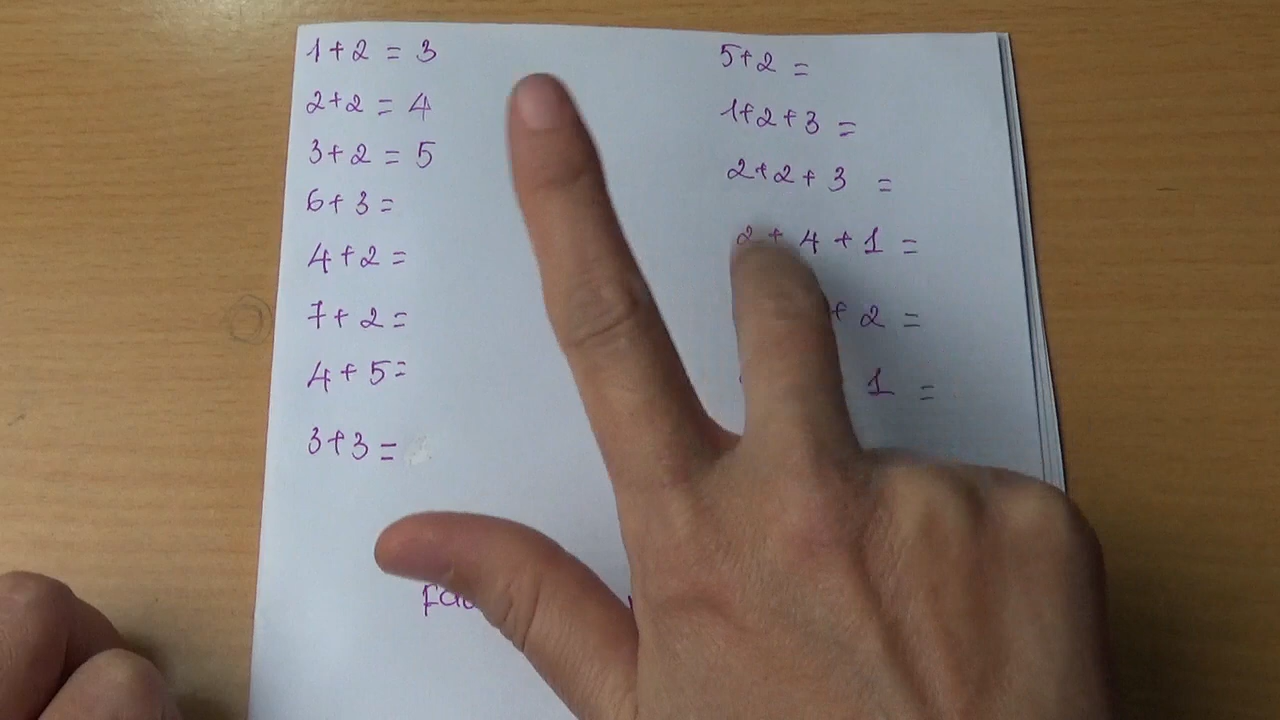 1+2 = 3
2+2 = 4
3+2 = 5
6+3 =
4+2 =
7+2 =
4+5 =
3+3 =
5+2 =
1+2+3 =
2+2+3 =
2+4+1 =
+ 2 =
1 =